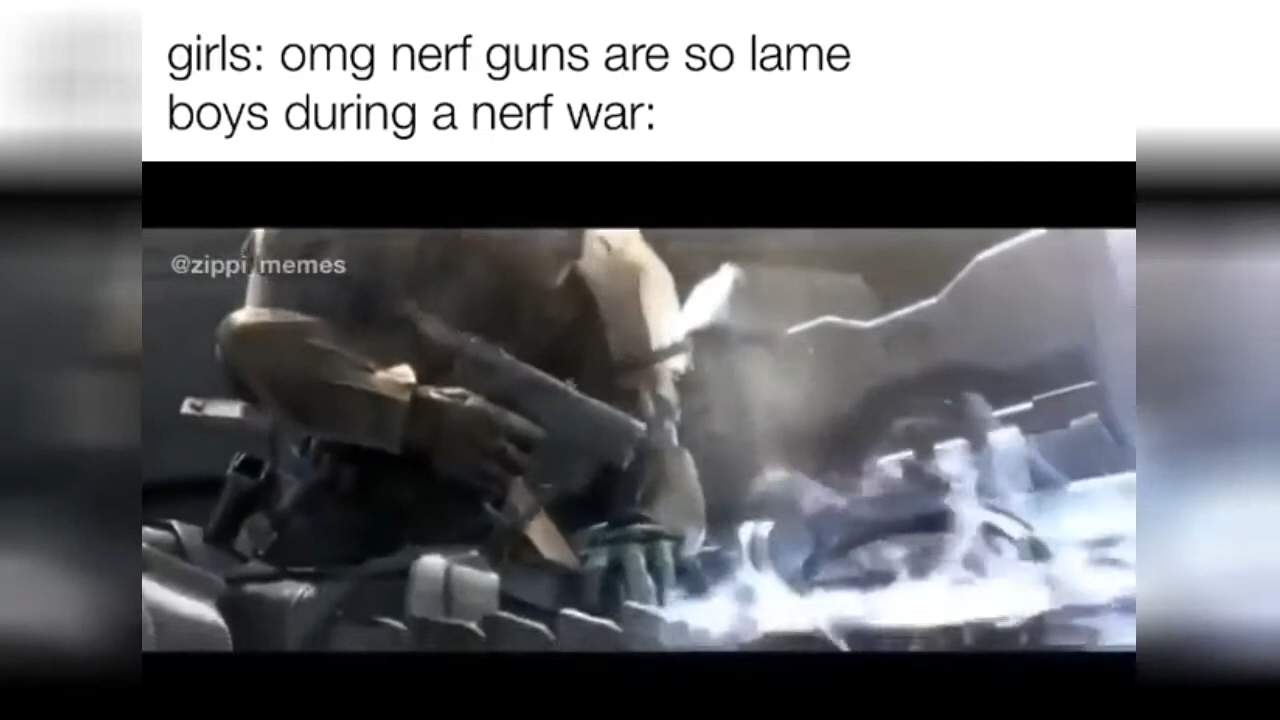 girls: omg nerf guns are so lame
boys during a nerf war:
@zippi_memes